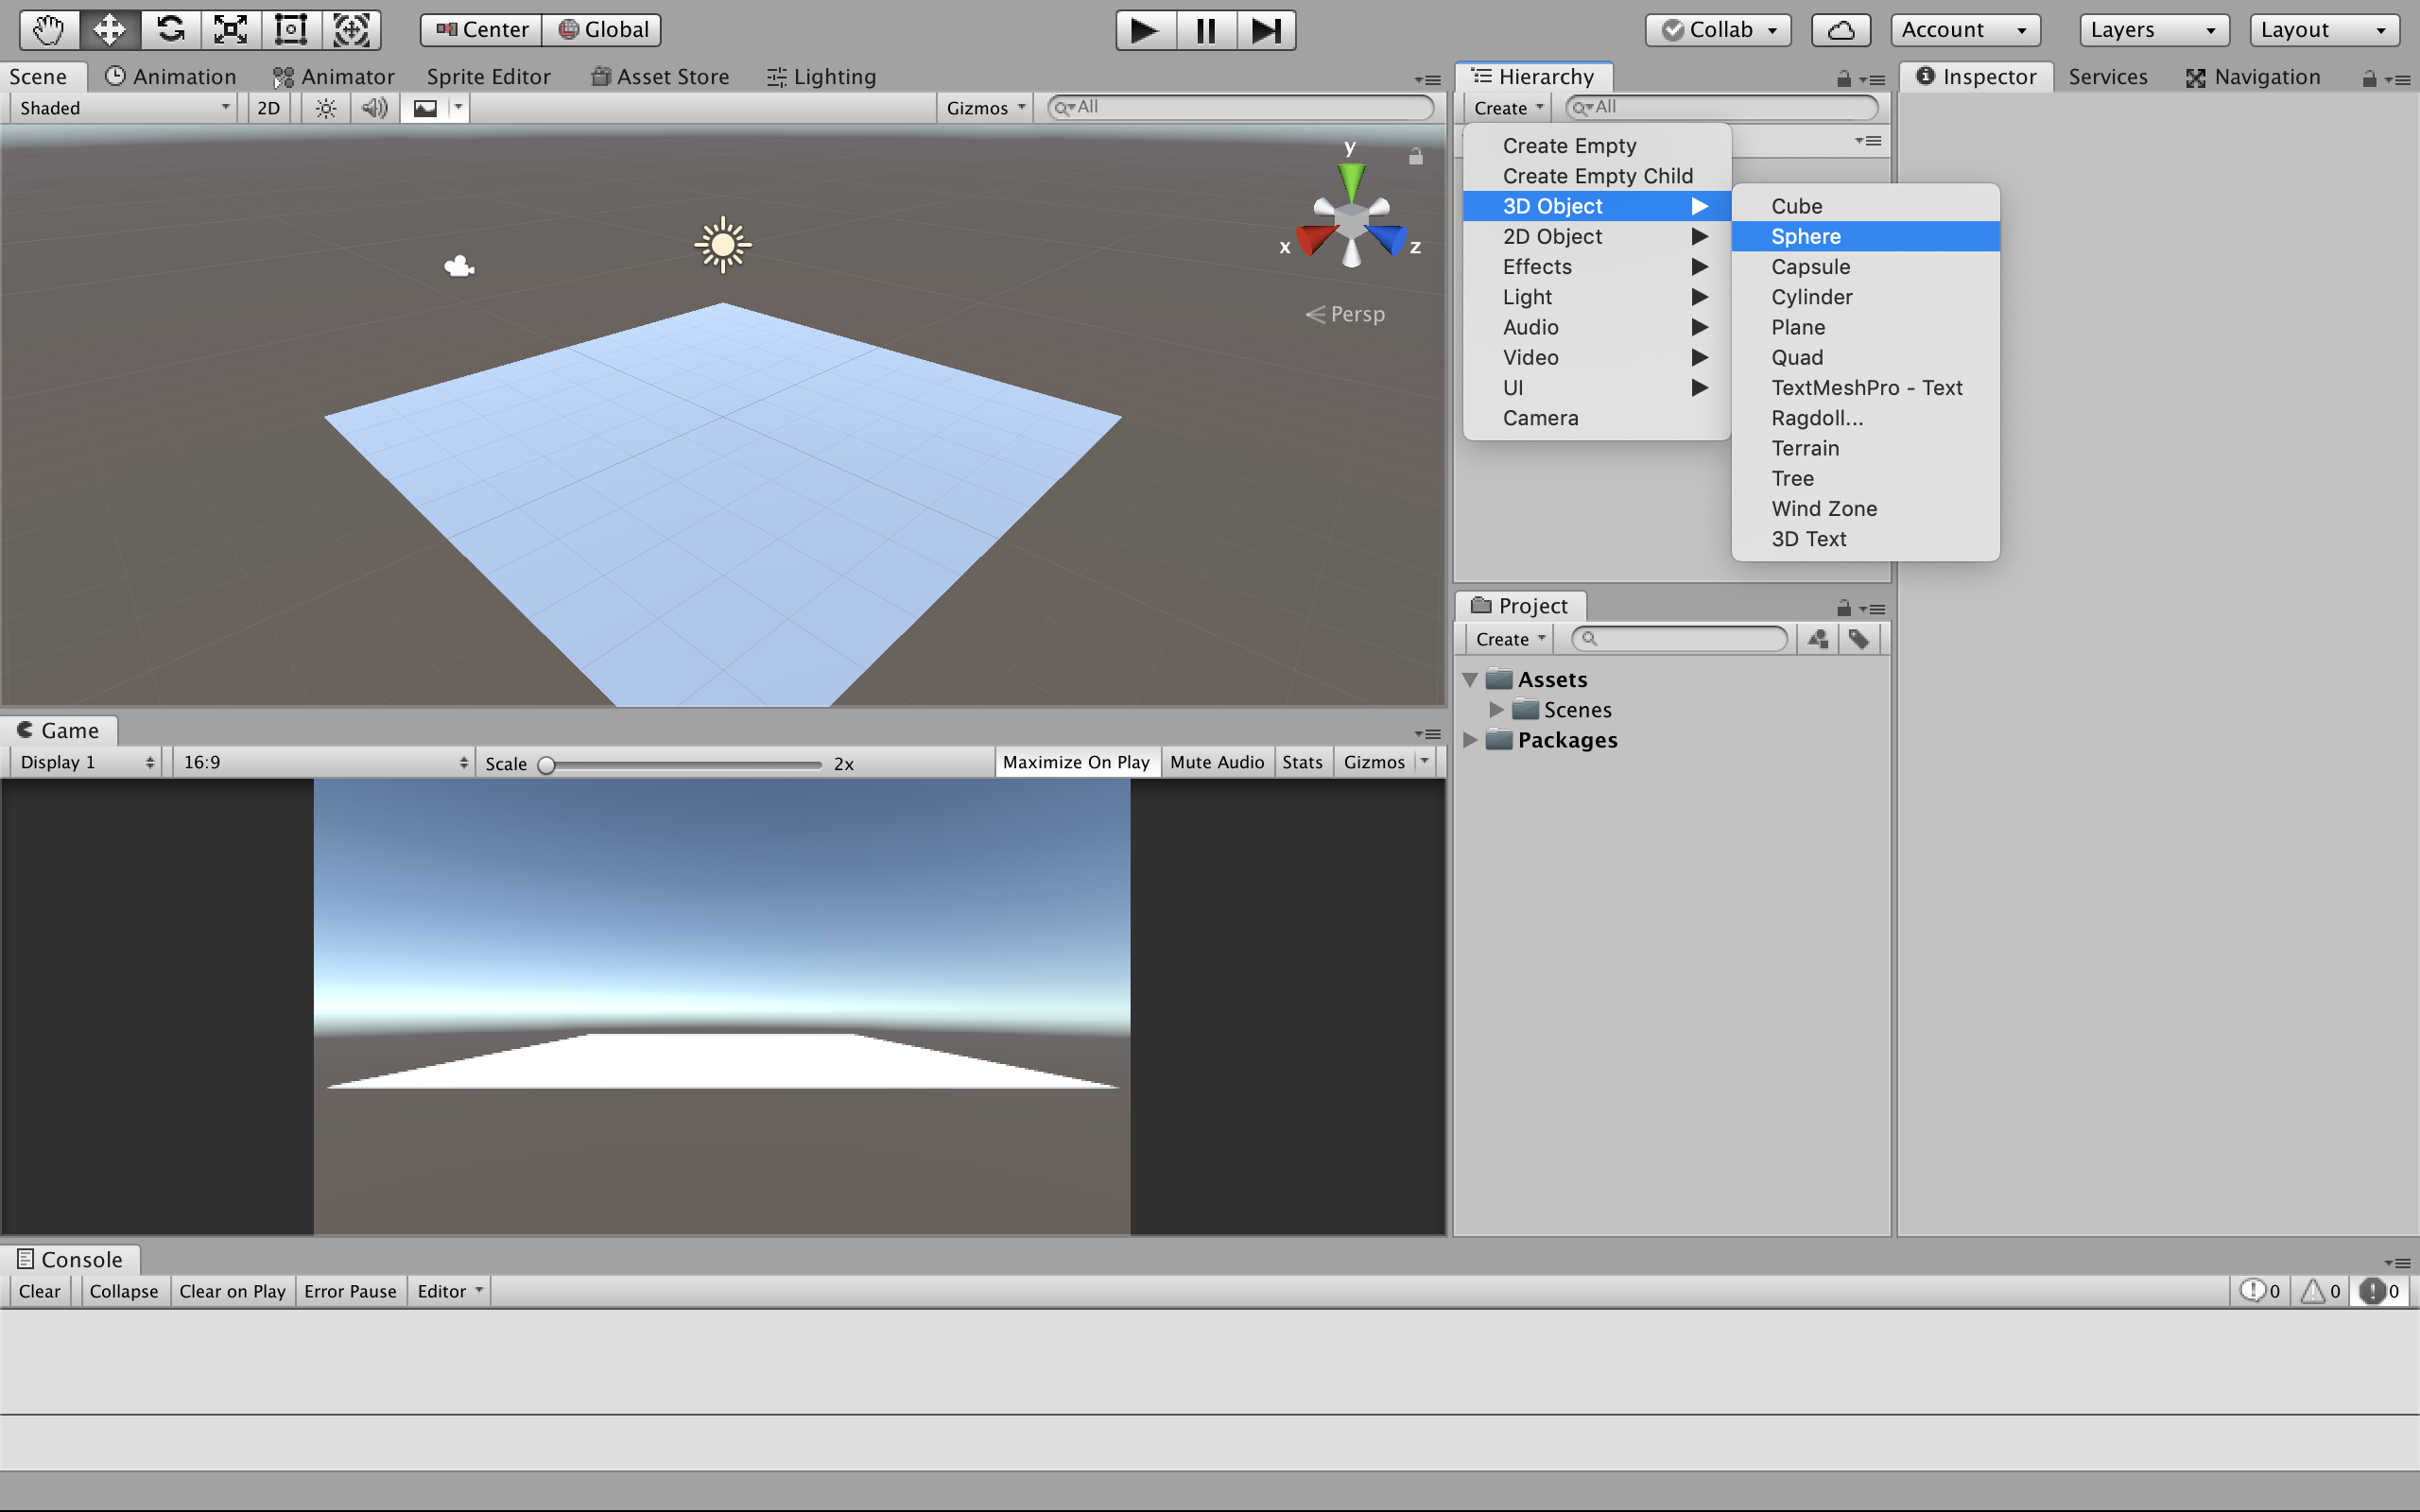 Center Global Collab Account Layers Layout
Scene Animation Animator Sprite Editor Asset Store Lighting
Shaded 2D Gizmos All
y
x z
Persp
Hierarchy
Create All
Create Empty
Create Empty Child
3D Object
2D Object
Effects
Light
Audio
Video
UI
Camera
Cube
Sphere
Capsule
Cylinder
Plane
Quad
TextMeshPro - Text
Ragdoll...
Terrain
Tree
Wind Zone
3D Text
Inspector Services Navigation
Project
Create
Assets
Scenes
Packages
Game
Display 1 16:9 Scale 2x Maximize On Play Mute Audio Stats Gizmos
Console
Clear Collapse Clear on Play Error Pause Editor 0 0 0